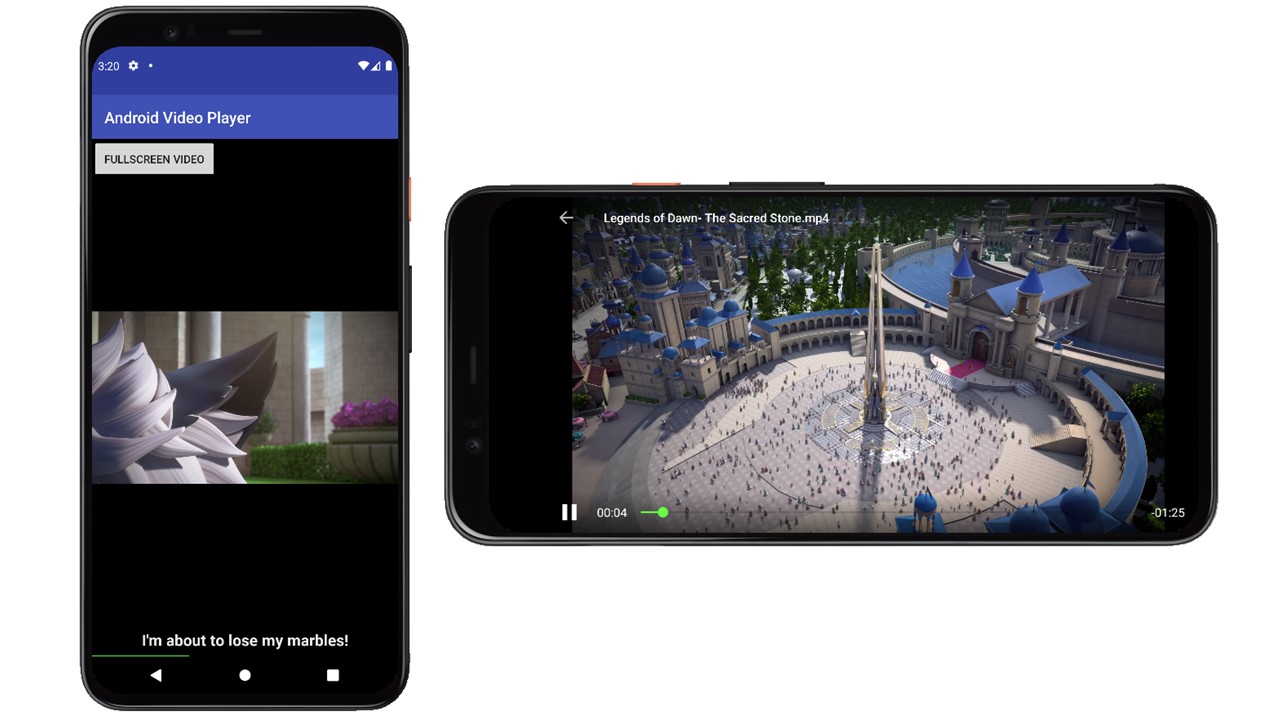 3:20
Android Video Player
FULLSCREEN VIDEO
I'm about to lose my marbles!
Legends of Dawn- The Sacred Stone.mp4
00:04
-01:25